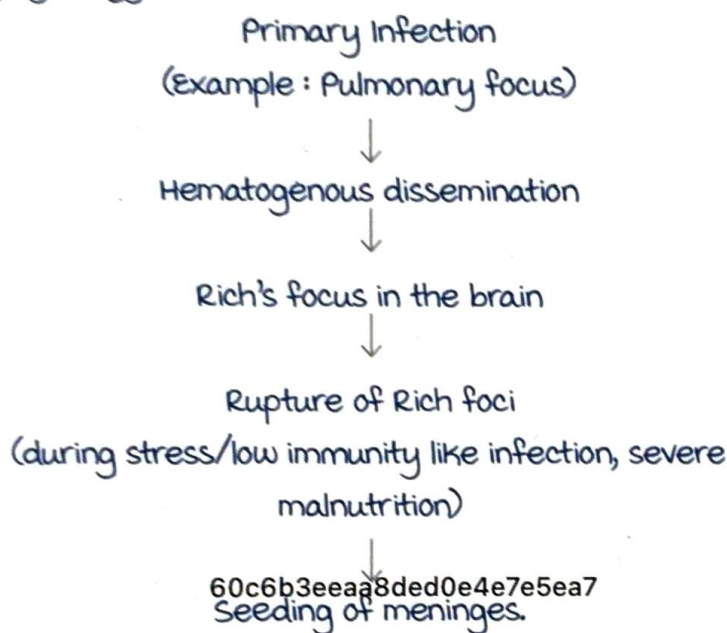 Primary Infection
(Example : Pulmonary focus)
Hematogenous dissemination
Rich's focus in the brain
Rupture of Rich foci
(during stress/low immunity like infection, severe
malnutrition)
60c6b3eeaa8ded0e4e7e5ea7
Seeding of meninges.